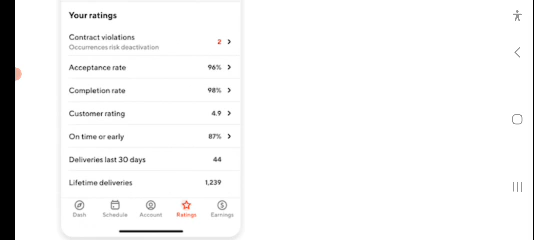 Your ratings
Contract violations 2 >
Occurrences risk deactivation
Acceptance rate 96% >
Completion rate 98% >
Customer rating 4.9 >
On time or early 87% >
Deliveries last 30 days 44
Lifetime deliveries 1,239
Dash Schedule Account Ratings Earnings